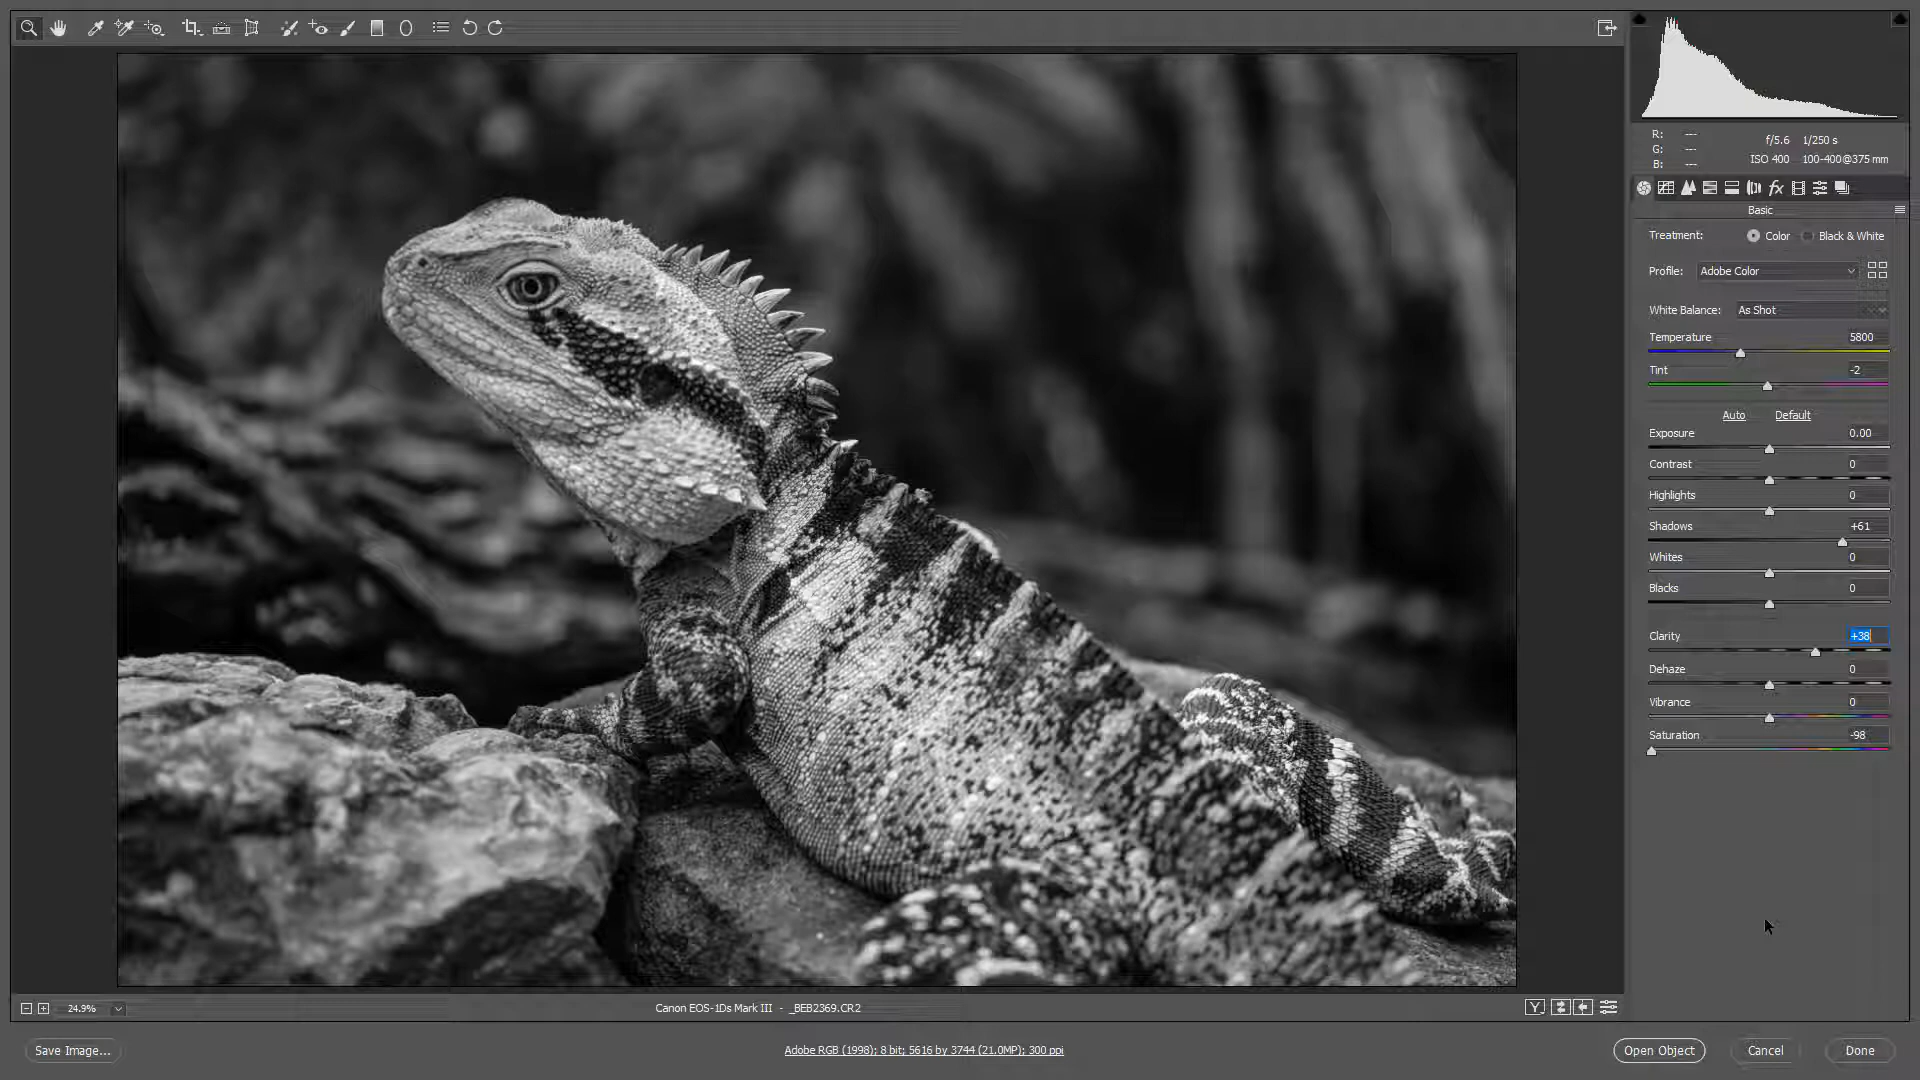 R: ---
G: ---
B: ---
f/5.6 1/250 s
ISO 400 100-400@375 mm
fx
Basic
Treatment: Color Black & White
Profile: Adobe Color
White Balance: As Shot
Temperature 5800
Tint -2
Auto Default
Exposure 0.00
Contrast 0
Highlights 0
Shadows +61
Whites 0
Blacks 0
Clarity +38
Dehaze 0
Vibrance 0
Saturation -98
24.9%
Canon EOS-1Ds Mark III - _BEB2369.CR2
Y
Save Image...
Adobe RGB (1998); 8 bit; 5616 by 3744 (21.0MP); 300 ppi
Open Object
Cancel
Done